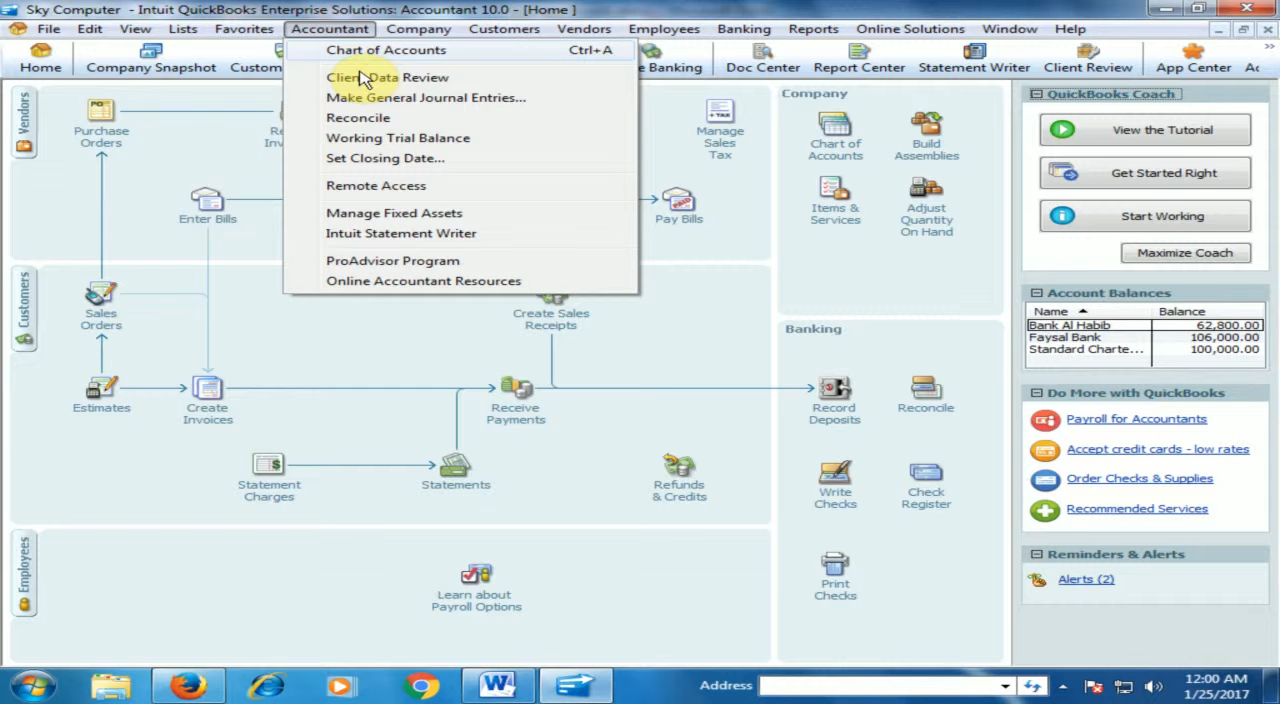 Sky Computer - Intuit QuickBooks Enterprise Solutions: Accountant 10.0 - [Home ]
File Edit View Lists Favorites Accountant Company Customers Vendors Employees Banking Reports Online Solutions Window Help
Home Company Snapshot Custom e Banking Doc Center Report Center Statement Writer Client Review App Center Ac
Chart of Accounts Ctrl+A
Client Data Review
Make General Journal Entries...
Reconcile
Working Trial Balance
Set Closing Date...
Remote Access
Manage Fixed Assets
Intuit Statement Writer
ProAdvisor Program
Online Accountant Resources
Vendors
Purchase
Orders
Re
Inv
Manage
Sales
Tax
Enter Bills
Pay Bills
Customers
Sales
Orders
Create Sales
Receipts
Estimates
Create
Invoices
Receive
Payments
Statement
Charges
Statements
Refunds
& Credits
Employees
Learn about
Payroll Options
Company
Chart of
Accounts
Build
Assemblies
Items &
Services
Adjust
Quantity
On Hand
Banking
Record
Deposits
Reconcile
Write
Checks
Check
Register
Print
Checks
QuickBooks Coach
View the Tutorial
Get Started Right
Start Working
Maximize Coach
Account Balances
Name Balance
Bank Al Habib 62,800.00
Faysal Bank 106,000.00
Standard Charte... 100,000.00
Do More with QuickBooks
Payroll for Accountants
Accept credit cards - low rates
Order Checks & Supplies
Recommended Services
Reminders & Alerts
Alerts (2)
Address
12:00 AM
1/25/2017